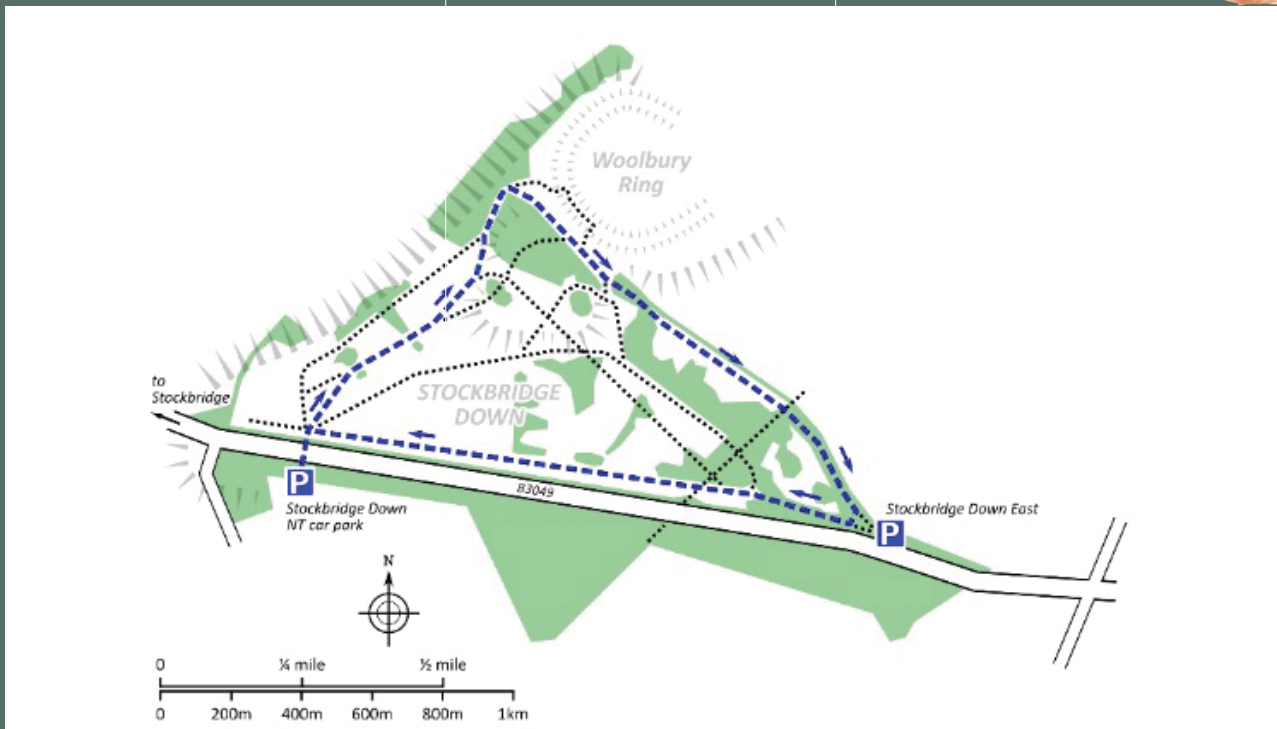 Woolbury
Ring
to
Stockbridge
STOCKBRIDGE
DOWN
P
Stockbridge Down
NT car park
B3049
Stockbridge Down East
P
N
0 ¼ mile ½ mile
0 200m 400m 600m 800m 1km